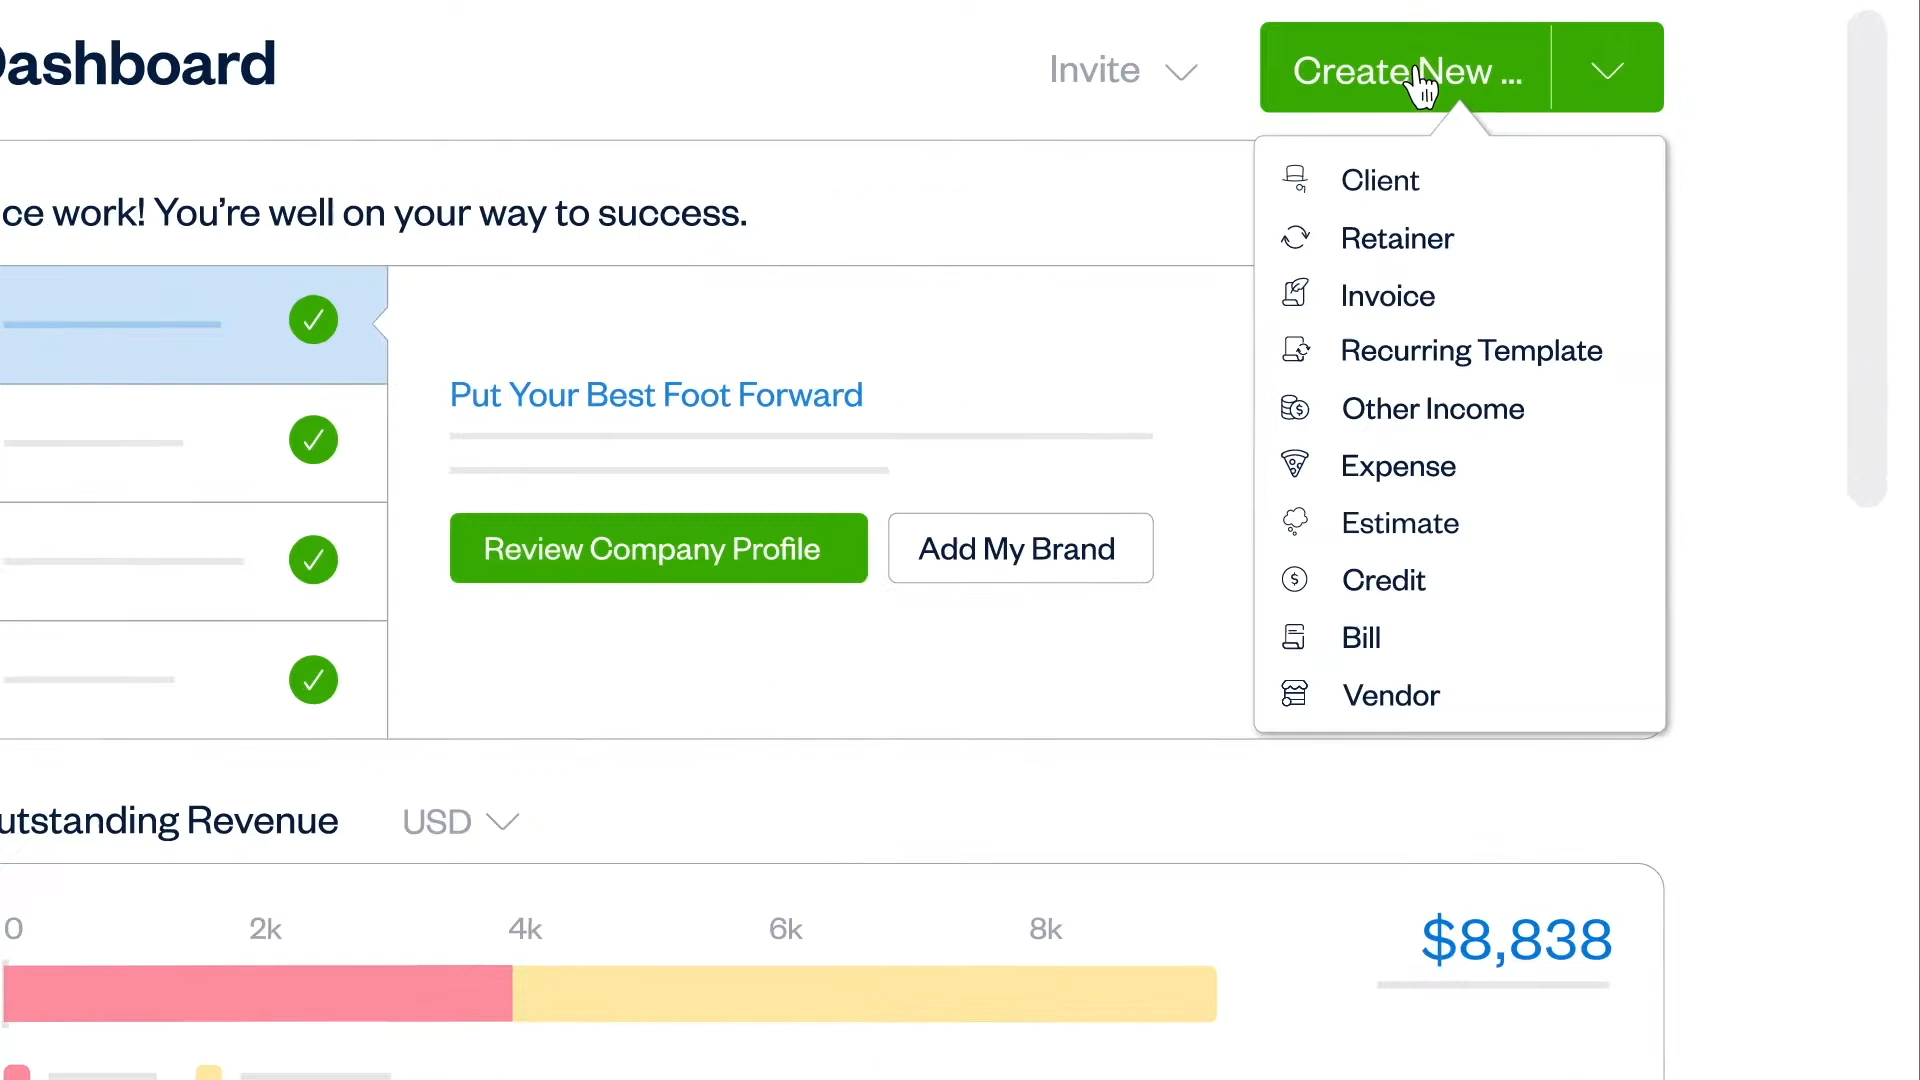 Dashboard
Invite
Create New ...
ce work! You're well on your way to success.
Client
Retainer
Invoice
Recurring Template
Other Income
Expense
Estimate
Credit
Bill
Vendor
Put Your Best Foot Forward
Review Company Profile
Add My Brand
utstanding Revenue
USD
0 2k 4k 6k 8k
$8,838